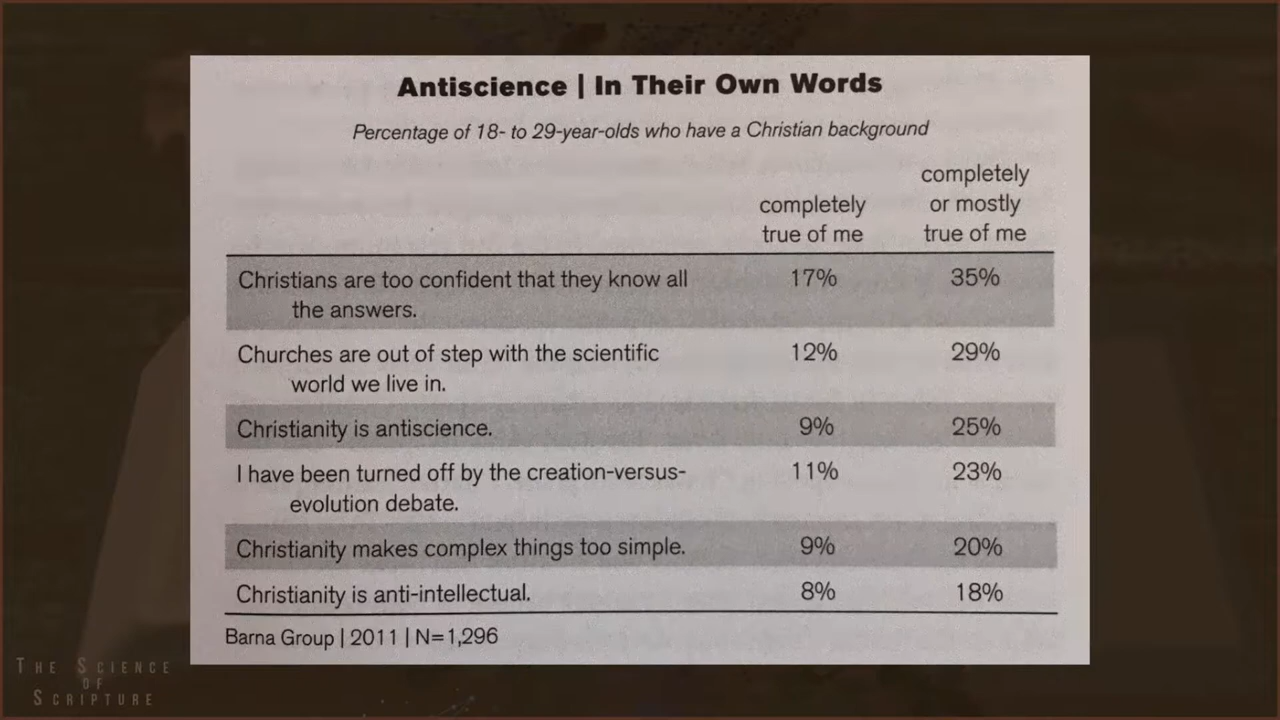 Antiscience | In Their Own Words
Percentage of 18- to 29-year-olds who have a Christian background
completely
true of me
completely
or mostly
true of me
Christians are too confident that they know all
the answers.
17%
35%
Churches are out of step with the scientific
world we live in.
12%
29%
Christianity is antiscience.
9%
25%
I have been turned off by the creation-versus-
evolution debate.
11%
23%
Christianity makes complex things too simple.
9%
20%
Christianity is anti-intellectual.
8%
18%
Barna Group | 2011 | N=1,296
THE SCIENCE
OF
SCRIPTURE